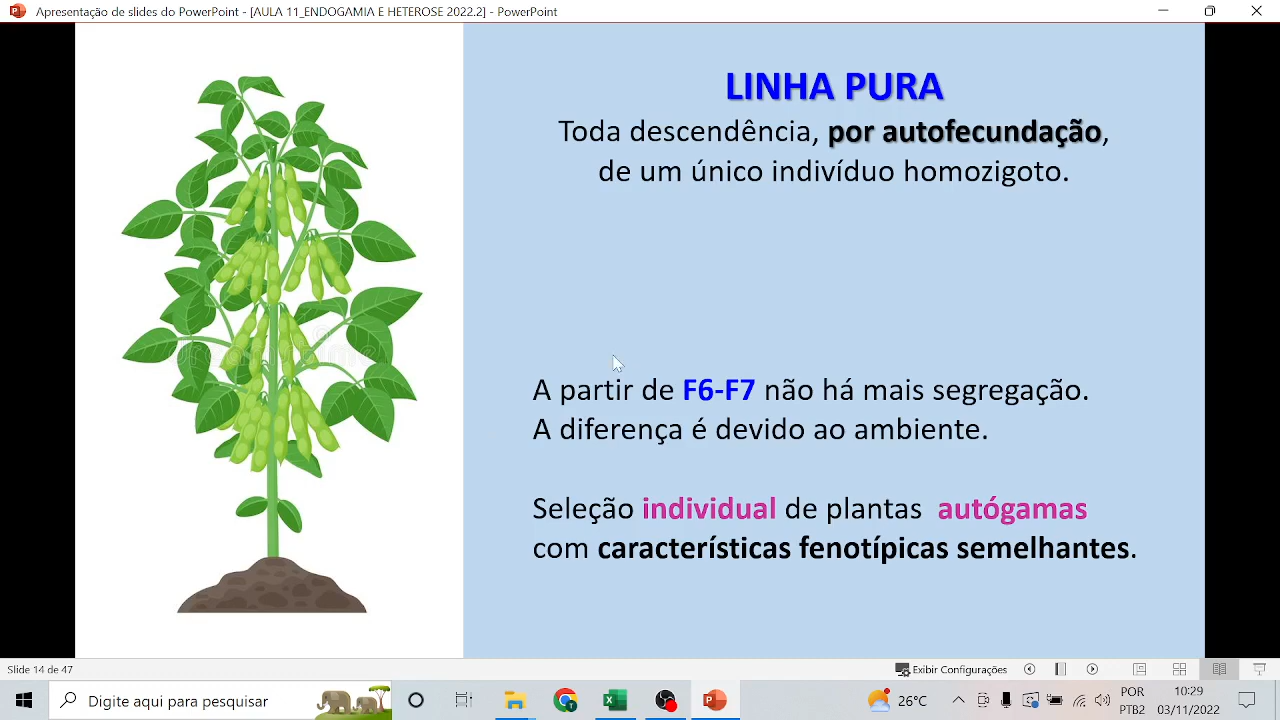 Apresentação de slides do PowerPoint - [AULA 11_ENDOGAMIA E HETEROSE 2022.2] - PowerPoint
LINHA PURA
Toda descendência, por autofecundação,
de um único indivíduo homozigoto.
A partir de F6-F7 não há mais segregação.
A diferença é devido ao ambiente.
Seleção individual de plantas autógamas
com características fenotípicas semelhantes.
Slide 14 de 47
Exibir Configurações
Digite aqui para pesquisar
26°C
POR
PTB2
10:29
03/11/2022